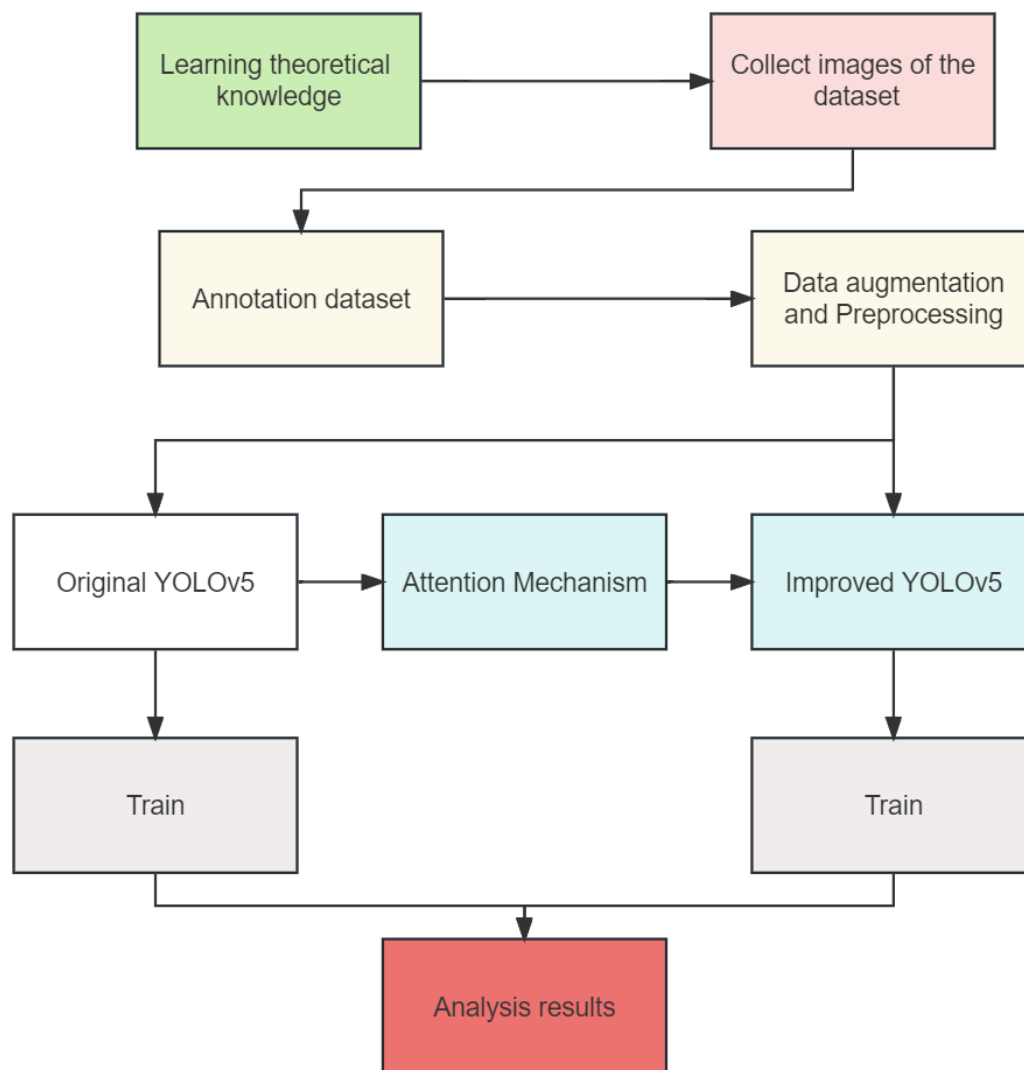 Learning theoretical
knowledge
Collect images of the
dataset
Annotation dataset
Data augmentation
and Preprocessing
Original YOLOv5
Attention Mechanism
Improved YOLOv5
Train
Train
Analysis results